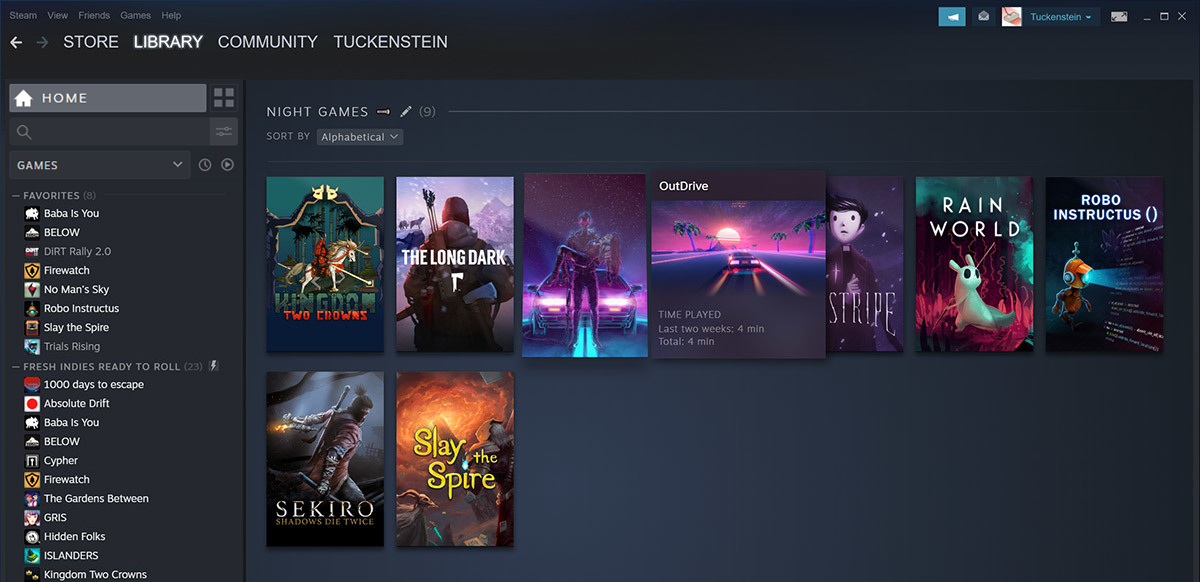 Steam View Friends Games Help
Tuckenstein
STORE LIBRARY COMMUNITY TUCKENSTEIN
HOME
GAMES
— FAVORITES (8)
Baba Is You
BELOW
DiRT Rally 2.0
Firewatch
No Man's Sky
Robo Instructus
Slay the Spire
Trials Rising
— FRESH INDIES READY TO ROLL (23)
1000 days to escape
Absolute Drift
Baba Is You
BELOW
Cypher
Firewatch
The Gardens Between
GRIS
Hidden Folks
ISLANDERS
Kingdom Two Crowns
NIGHT GAMES (9)
SORT BY Alphabetical
KINGDOM
TWO CROWNS
THE LONG DARK
OutDrive
TIME PLAYED
Last two weeks: 4 min
Total: 4 min
STRIPE
RAIN
WORLD
ROBO
INSTRUCTUS ()
SEKIRO
SHADOWS DIE TWICE
Slay the
Spire